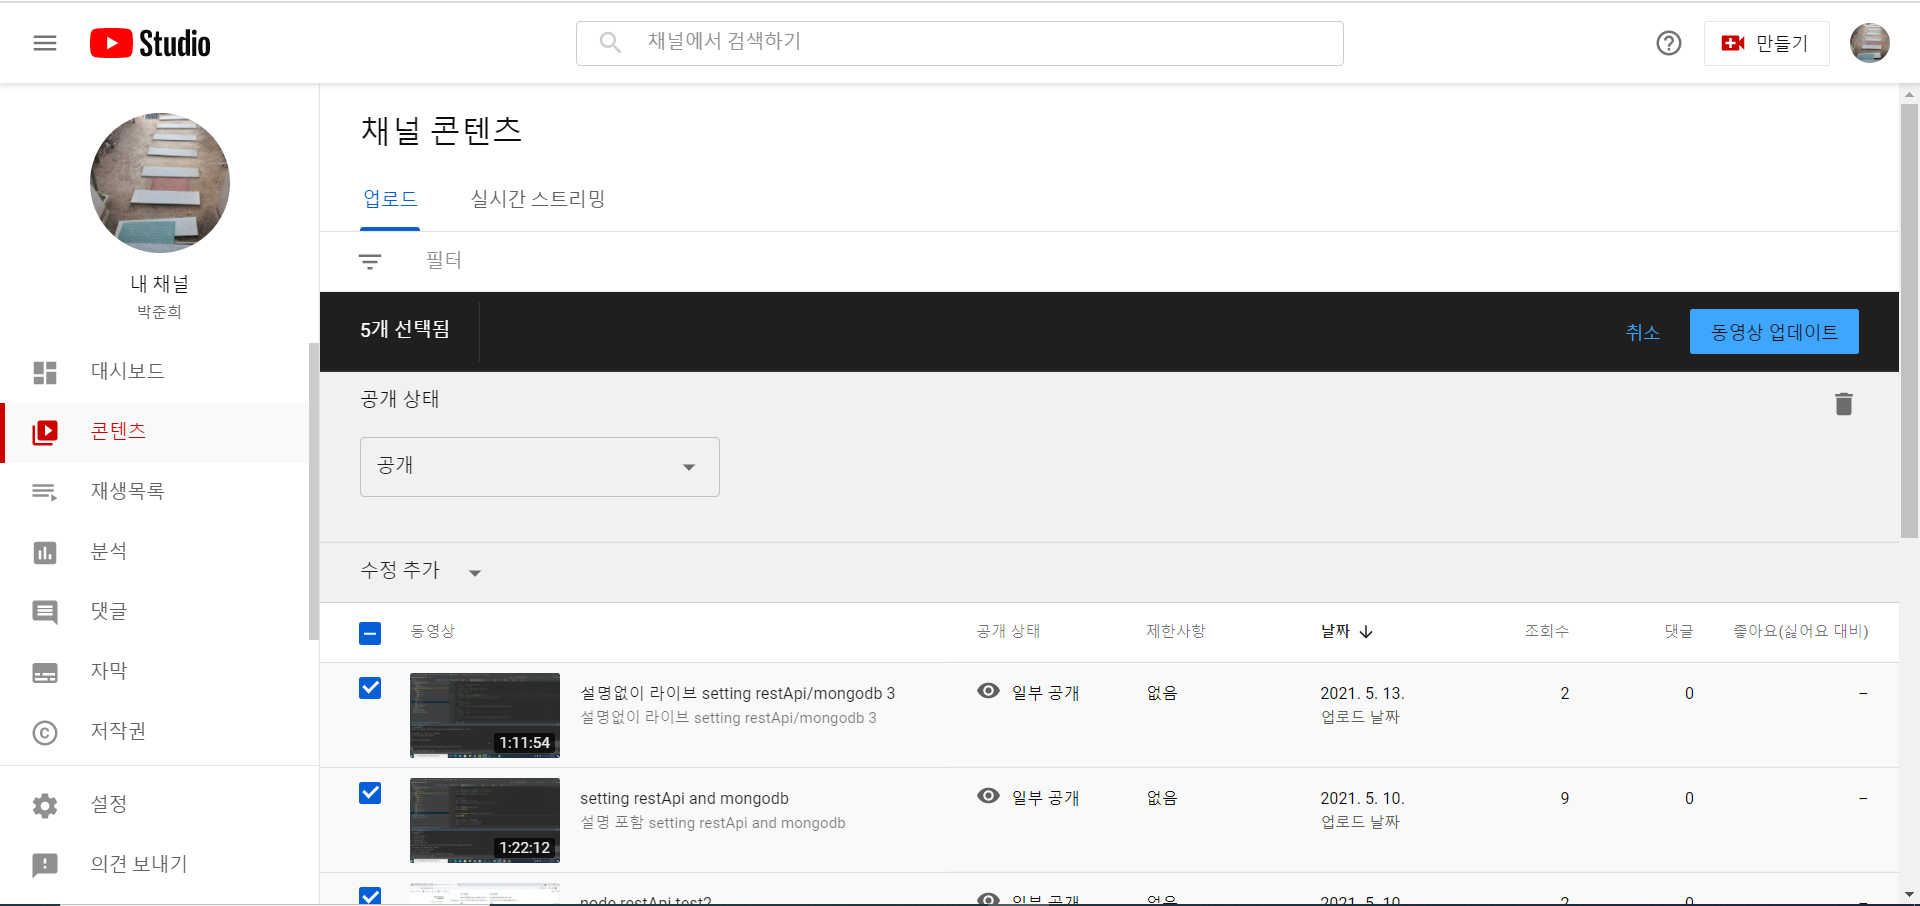 Studio
채널에서 검색하기
만들기
내 채널
박준희
대시보드
콘텐츠
재생목록
분석
댓글
자막
저작권
설정
의견 보내기
채널 콘텐츠
업로드 실시간 스트리밍
필터
5개 선택됨
취소 동영상 업데이트
공개 상태
공개
수정 추가
동영상 공개 상태 제한사항 날짜 조회수 댓글 좋아요(싫어요 대비)
1:11:54
설명없이 라이브 setting restApi/mongodb 3 일부 공개 없음 2021. 5. 13. 2 0 –
설명없이 라이브 setting restApi/mongodb 3 업로드 날짜
1:22:12
setting restApi and mongodb 일부 공개 없음 2021. 5. 10. 9 0 –
설명 포함 setting restApi and mongodb 업로드 날짜
node restApi test2 일부 공개 없음 2021. 5. 10. 2 0 –